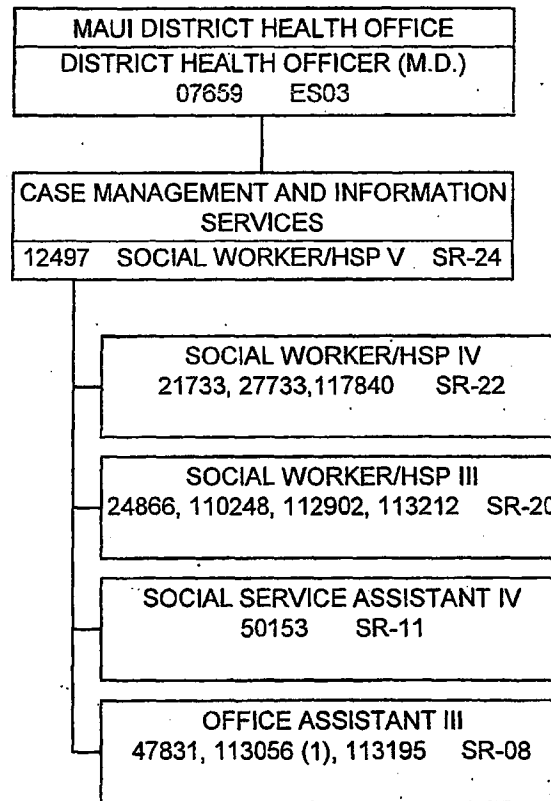 MAUI DISTRICT HEALTH OFFICE
DISTRICT HEALTH OFFICER (M.D.)
07659 ES03
CASE MANAGEMENT AND INFORMATION
SERVICES
12497 SOCIAL WORKER/HSP V SR-24
SOCIAL WORKER/HSP IV
21733, 27733,117840 SR-22
SOCIAL WORKER/HSP III
24866, 110248, 112902, 113212 SR-20
SOCIAL SERVICE ASSISTANT IV
50153 SR-11
OFFICE ASSISTANT III
47831, 113056 (1), 113195 SR-08